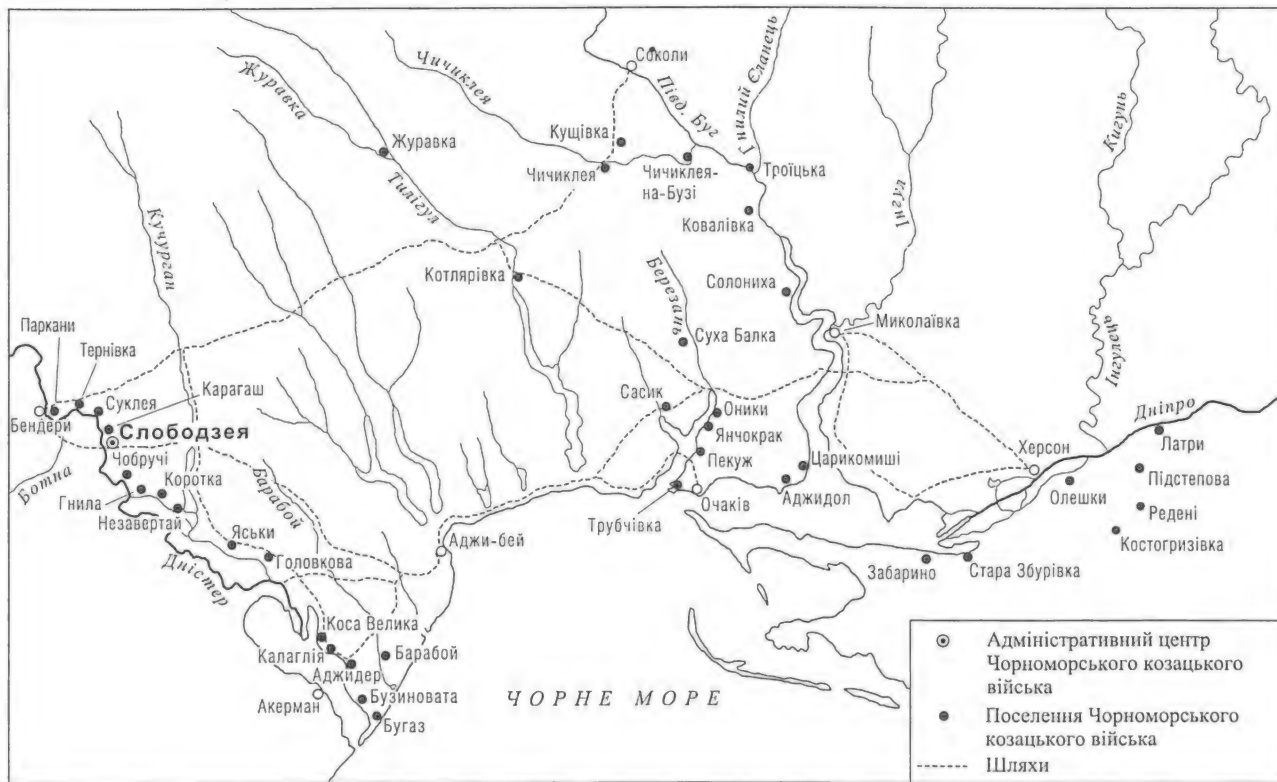 Соколи
Чичиклея
Журавка
Півд. Буг
Гнилий Єланець
Кигунь
Журавка
Кущівка
Чичиклея
Чичиклея-
на-Бузі
Троїцька
Інгул
Тилігул
Ковалівка
Кучурган
Котлярівка
Березань
Солониха
Миколаївка
Інгулець
Паркани
Тернівка
Суха Балка
Суклея
Карагаш
Сасик
Оники
Дніпро
Бендери
Слободзея
Янчокрак
Латри
Ботна
Чобручі
Пекуж
Царикомиші
Херсон
Підстепова
Гнила
Коротка
Барабой
Аджидол
Олешки
Незавертай
Очаків
Трубчівка
Редені
Яськи
Костогризівка
Головкова
Аджи-бей
Дністер
Забарино
Стара Збурівка
Коса Велика
Калаглія
Барабой
Аджидер
Акерман
Бузиновата
Бугаз
ЧОРНЕ МОРЕ
Адміністративний центр
Чорноморського козацького
війська
Поселення Чорноморського
козацького війська
Шляхи